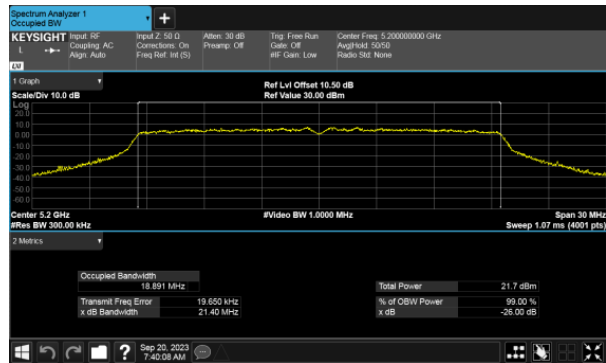 Spectrum Analyzer 1
Occupied BW
+
KEYSIGHT Input: RF Input Z: 50 Ω Atten: 30 dB Trig: Free Run Center Freq: 5.200000000 GHz
L Coupling: AC Corrections: On Preamp: Off Gate: Off Avg|Hold: 50/50
Align: Auto Freq Ref: Int (S) #IF Gain: Low Radio Std: None
1 Graph
Ref Lvl Offset 10.50 dB
Scale/Div 10.0 dB Ref Value 30.00 dBm
Log
20.0
10.0
0.00
-10.0
-20.0
-30.0
-40.0
-50.0
-60.0
Center 5.2 GHz #Video BW 1.0000 MHz Span 30 MHz
#Res BW 300.00 kHz Sweep 1.07 ms (4001 pts)
2 Metrics
Occupied Bandwidth
18.891 MHz Total Power 21.7 dBm
Transmit Freq Error 19.650 kHz % of OBW Power 99.00 %
x dB Bandwidth 21.40 MHz x dB -26.00 dB
? Sep 20, 2023
7:40:08 AM